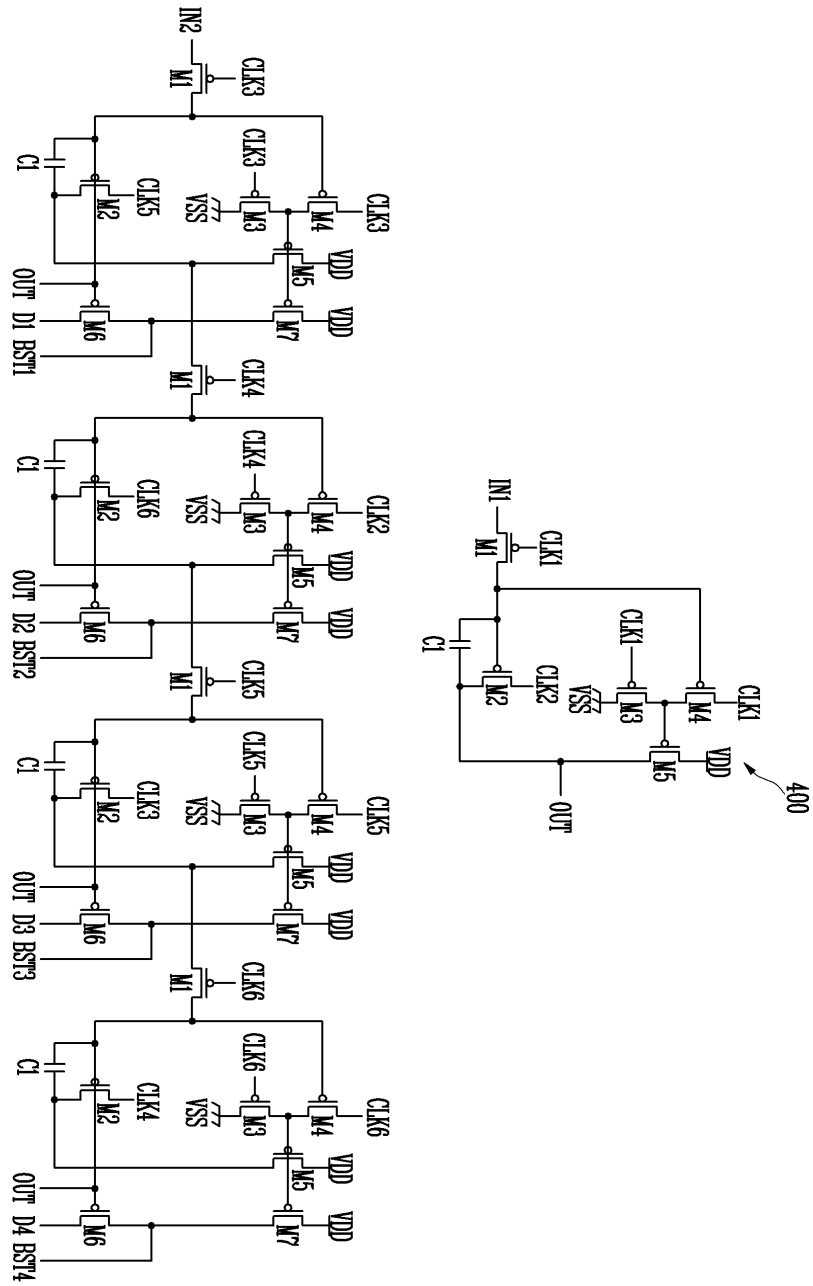 400
CLK1
VDD
M4
M5
CLK1
M3
VSS
CLK1
CLK2
OUT
M1
M2
IN1
C1
CLK3
VDD
VDD
M4
M5
M7
CLK3
M3
VSS
CLK3
CLK5
M1
M2
M6
IN2
C1
OUT
D1
BST1
CLK2
VDD
VDD
M4
M5
M7
CLK4
M3
VSS
CLK4
CLK6
M1
M2
M6
C1
OUT
D2
BST2
CLK5
VDD
VDD
M4
M5
M7
CLK5
M3
VSS
CLK5
CLK3
M1
M2
M6
C1
OUT
D3
BST3
CLK6
VDD
VDD
M4
M5
M7
CLK6
M3
VSS
CLK6
CLK4
M1
M2
M6
C1
OUT
D4
BST4